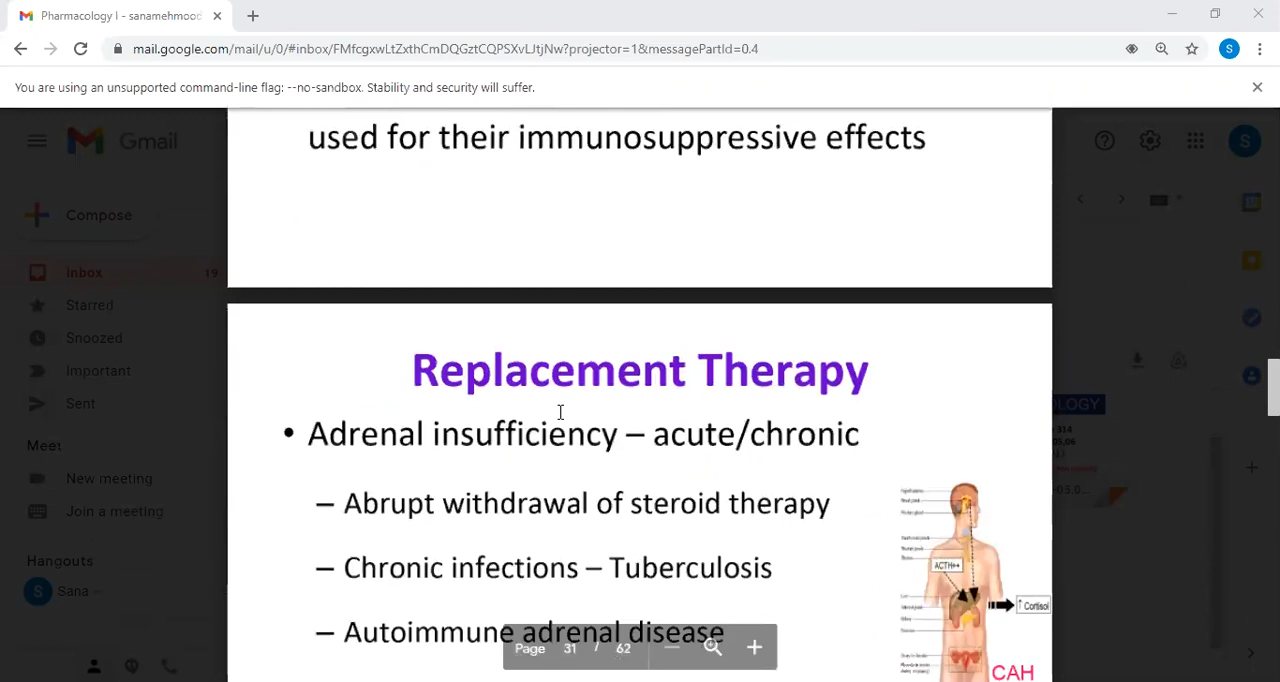 Pharmacology I - sanamehmood
mail.google.com/mail/u/0/#inbox/FMfcgxwLtZxthCmDQGztCQPSXvLJtjNw?projector=1&messagePartId=0.4
S
You are using an unsupported command-line flag: --no-sandbox. Stability and security will suffer.
used for their immunosuppressive effects
Gmail
S
Compose
Inbox
19
Starred
Snoozed
Important
Sent
Meet
New meeting
Join a meeting
Hangouts
Sana
Replacement Therapy
• Adrenal insufficiency – acute/chronic
– Abrupt withdrawal of steroid therapy
– Chronic infections – Tuberculosis
– Autoimmune adrenal disease
ACTH++
↑ Cortisol
CAH
Page 31 / 62
OLOGY
314